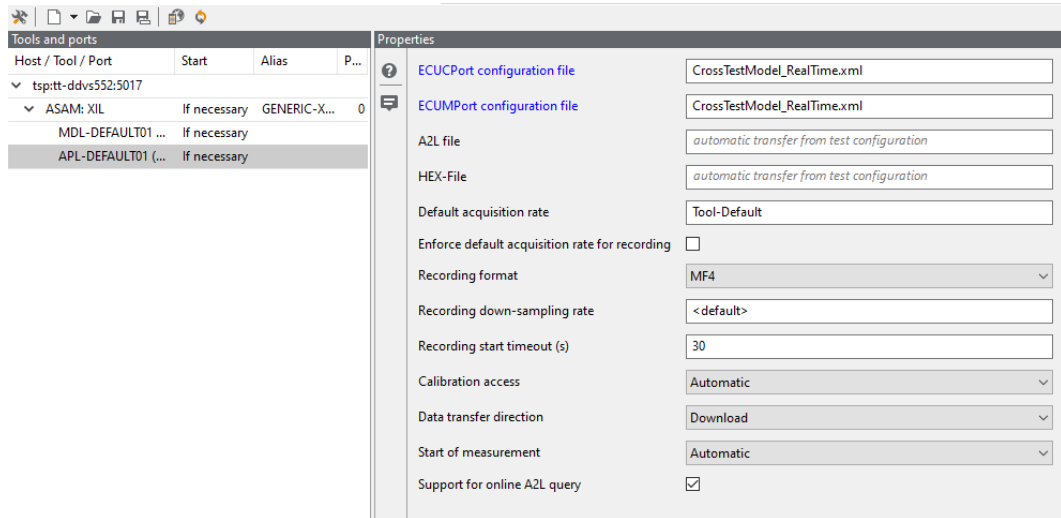 Tools and ports
Host / Tool / Port Start Alias P...
tsp:tt-ddvs552:5017
ASAM: XIL If necessary GENERIC-X... 0
MDL-DEFAULT01 ... If necessary
APL-DEFAULT01 (... If necessary
Properties
ECUCPort configuration file CrossTestModel_RealTime.xml
ECUMPort configuration file CrossTestModel_RealTime.xml
A2L file automatic transfer from test configuration
HEX-File automatic transfer from test configuration
Default acquisition rate Tool-Default
Enforce default acquisition rate for recording
Recording format MF4
Recording down-sampling rate <default>
Recording start timeout (s) 30
Calibration access Automatic
Data transfer direction Download
Start of measurement Automatic
Support for online A2L query